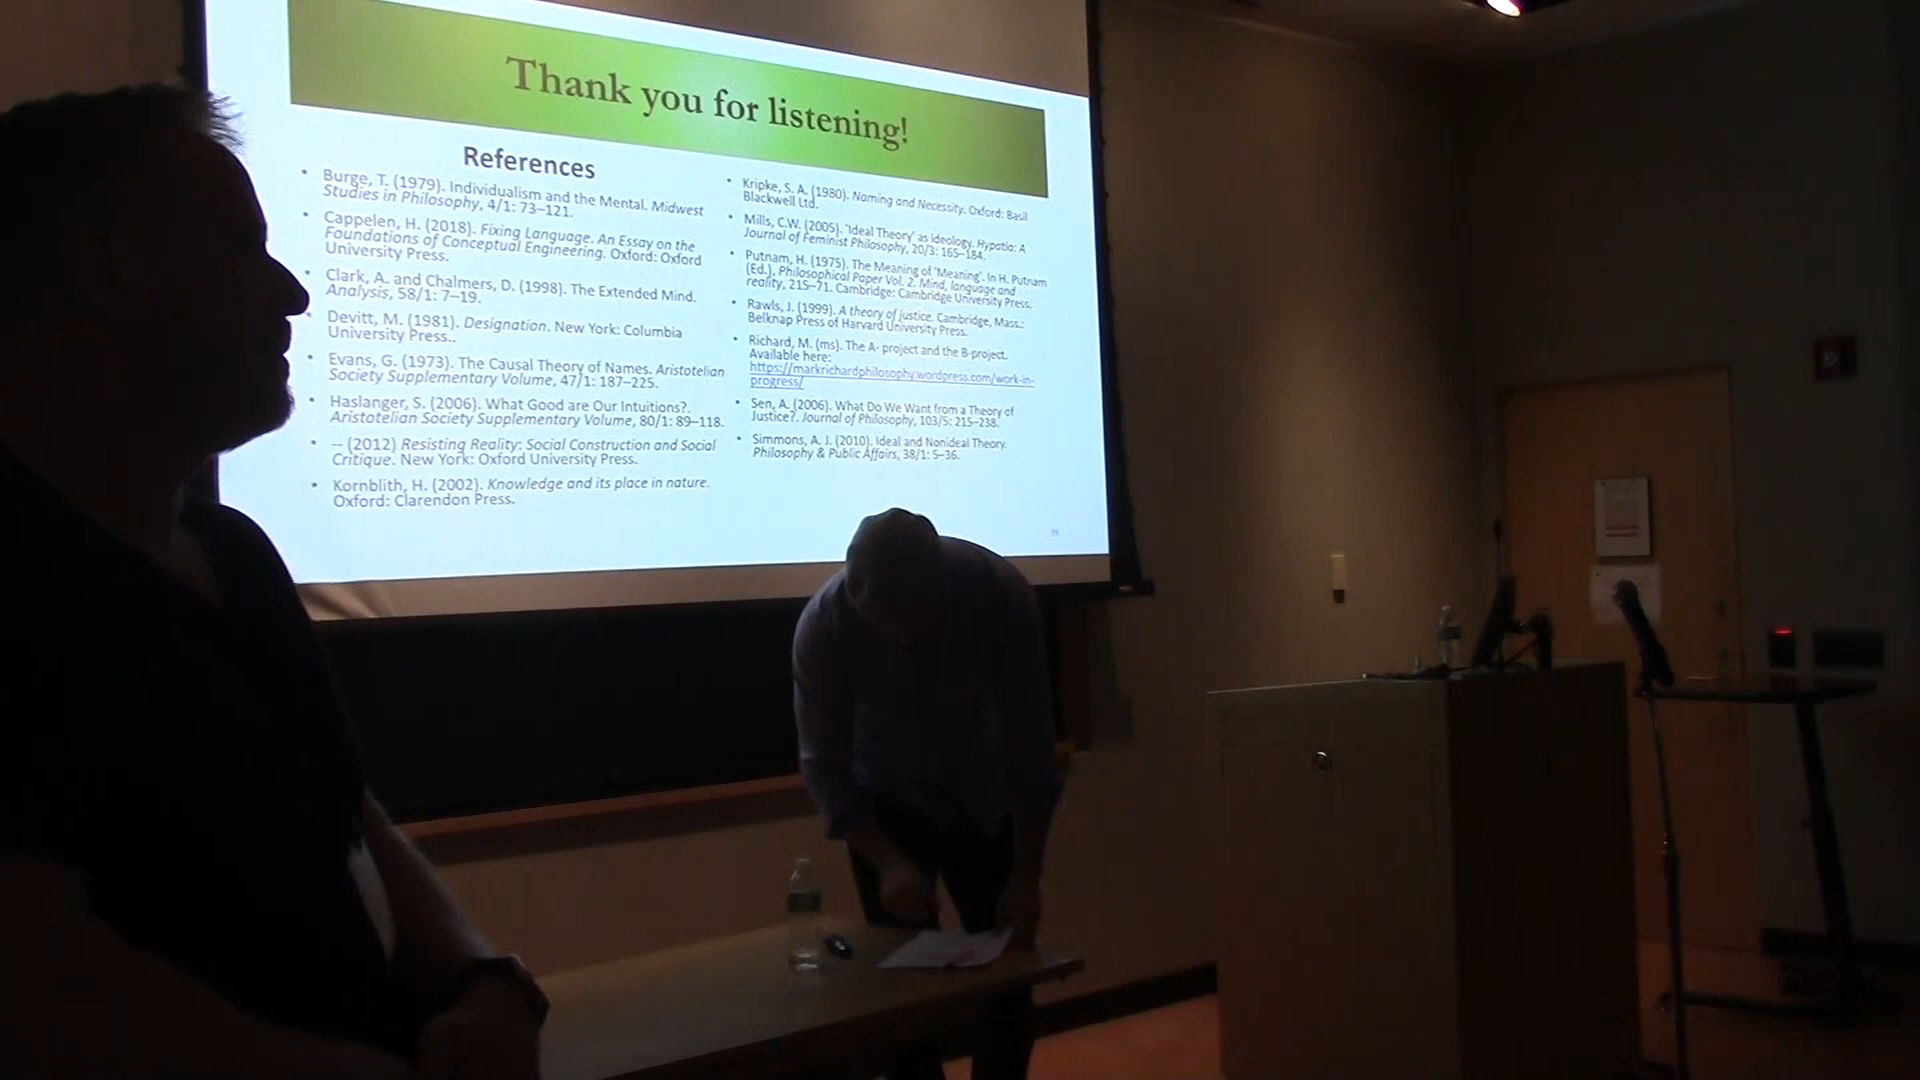 Thank you for listening!
References
• Burge, T. (1979). Individualism and the Mental. Midwest
Studies in Philosophy, 4/1: 73–121.
• Cappelen, H. (2018). Fixing Language. An Essay on the
Foundations of Conceptual Engineering. Oxford: Oxford
University Press.
• Clark, A. and Chalmers, D. (1998). The Extended Mind.
Analysis, 58/1: 7–19.
• Devitt, M. (1981). Designation. New York: Columbia
University Press..
• Evans, G. (1973). The Causal Theory of Names. Aristotelian
Society Supplementary Volume, 47/1: 187–225.
• Haslanger, S. (2006). What Good are Our Intuitions?.
Aristotelian Society Supplementary Volume, 80/1: 89–118.
• -- (2012) Resisting Reality: Social Construction and Social
Critique. New York: Oxford University Press.
• Kornblith, H. (2002). Knowledge and its place in nature.
Oxford: Clarendon Press.
• Kripke, S. A. (1980). Naming and Necessity. Oxford: Basil
Blackwell Ltd.
• Mills, C.W. (2005). 'Ideal Theory' as Ideology. Hypatia: A
Journal of Feminist Philosophy, 20/3: 165–184.
• Putnam, H. (1975). The Meaning of 'Meaning'. In H. Putnam
(Ed.), Philosophical Paper Vol. 2. Mind, language and
reality, 215–71. Cambridge: Cambridge University Press.
• Rawls, J. (1999). A theory of justice. Cambridge, Mass.:
Belknap Press of Harvard University Press.
• Richard, M. (ms). The A- project and the B-project.
Available here:
https://markrichardphilosophy.wordpress.com/work-in-
progress/
• Sen, A. (2006). What Do We Want from a Theory of
Justice?. Journal of Philosophy, 103/5: 215–238.
• Simmons, A. J. (2010). Ideal and Nonideal Theory.
Philosophy & Public Affairs, 38/1: 5–36.